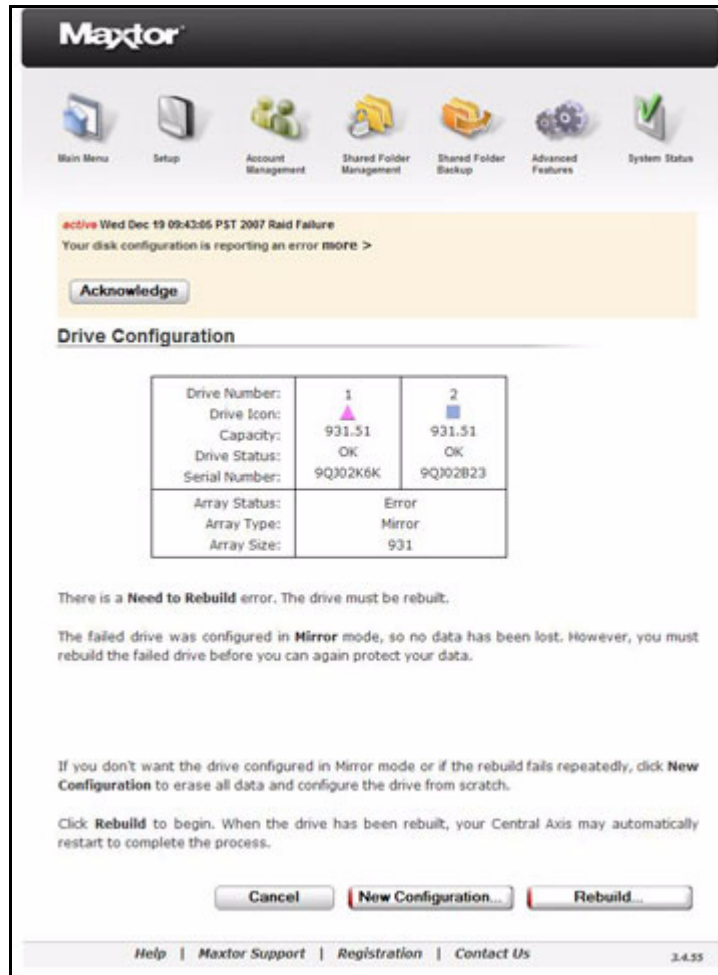 Maxtor
Main Menu
Setup
Account
Management
Shared Folder
Management
Shared Folder
Backup
Advanced
Features
System Status
active Wed Dec 19 09:43:05 PST 2007 Raid Failure
Your disk configuration is reporting an error more >
Acknowledge
Drive Configuration
Drive Number: 1 2
Drive Icon:
Capacity: 931.51 931.51
Drive Status: OK OK
Serial Number: 9QJ02K6K 9QJ02B23
Array Status: Error
Array Type: Mirror
Array Size: 931
There is a Need to Rebuild error. The drive must be rebuilt.
The failed drive was configured in Mirror mode, so no data has been lost. However, you must
rebuild the failed drive before you can again protect your data.
If you don't want the drive configured in Mirror mode or if the rebuild fails repeatedly, click New
Configuration to erase all data and configure the drive from scratch.
Click Rebuild to begin. When the drive has been rebuilt, your Central Axis may automatically
restart to complete the process.
Cancel
New Configuration...
Rebuild...
Help | Maxtor Support | Registration | Contact Us
3.4.55